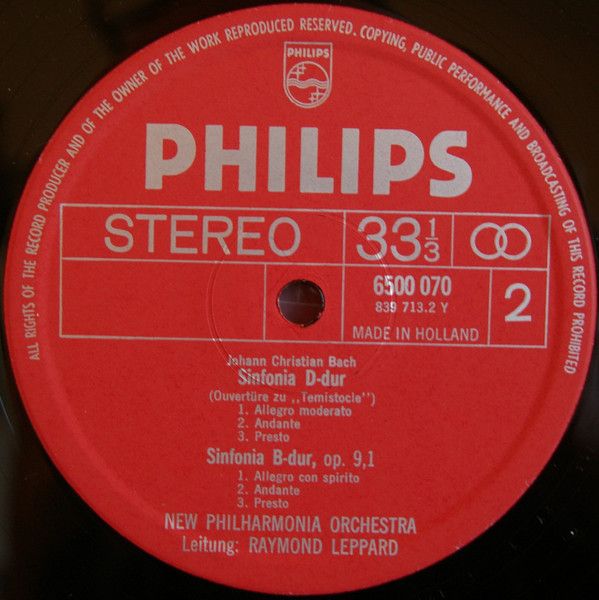 ALL RIGHTS OF THE RECORD PRODUCER AND OF THE OWNER OF THE WORK REPRODUCED RESERVED. COPYING, PUBLIC PERFORMANCE AND BROADCASTING OF THIS RECORD PROHIBITED
PHILIPS
PHILIPS
STEREO 33⅓
6500 070
839 713.2 Y
2
MADE IN HOLLAND
Johann Christian Bach
Sinfonia D-dur
(Ouvertüre zu „Temistocle”)
1. Allegro moderato
2. Andante
3. Presto
Sinfonia B-dur, op. 9,1
1. Allegro con spirito
2. Andante
3. Presto
NEW PHILHARMONIA ORCHESTRA
Leitung: RAYMOND LEPPARD